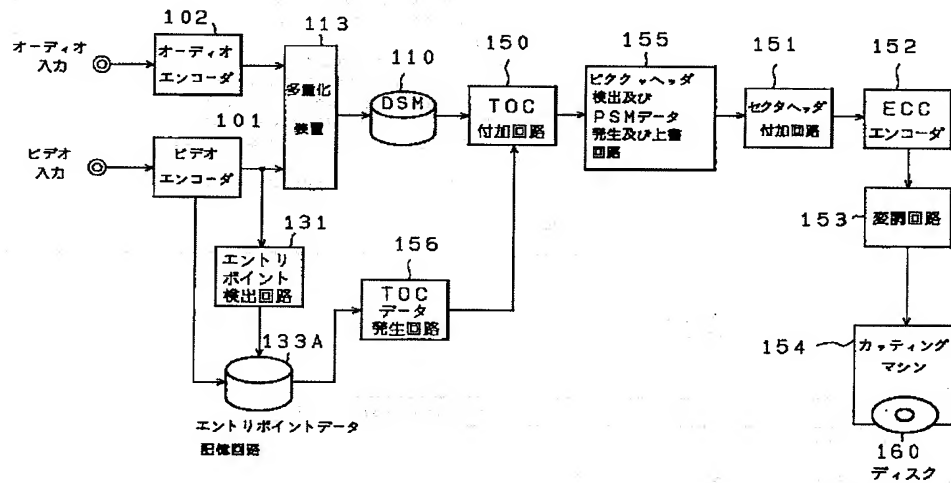 オーディオ
入力
102
オーディオ
エンコーダ
ビデオ
入力
101
ビデオ
エンコーダ
113
多重化
装置
110
DSM
150
TOC
付加回路
155
ピクチャヘッダ
検出及び
PSMデータ
発生及び上書
回路
151
セクタヘッダ
付加回路
152
ECC
エンコーダ
153
変調回路
154
カッティング
マシン
160
ディスク
131
エントリ
ポイント
検出回路
133A
エントリポイントデータ
記憶回路
156
TOC
データ
発生回路